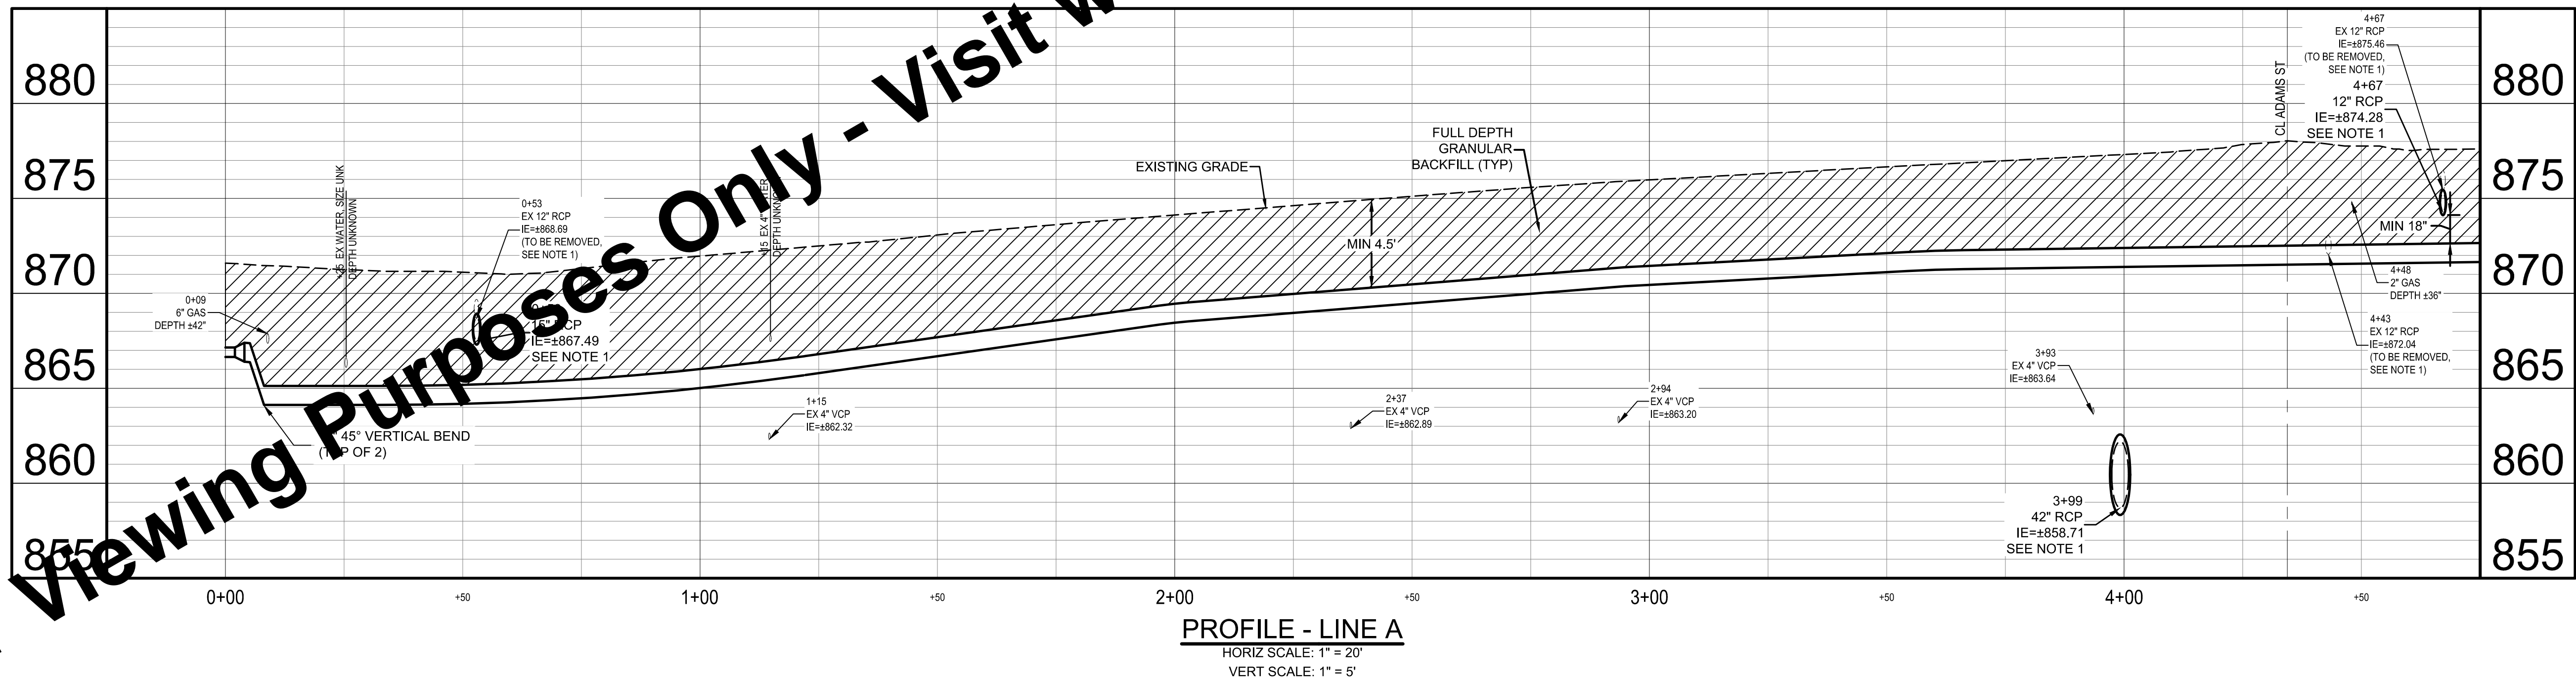 Viewing Purposes Only - Visit
880
875
870
865
860
855
880
875
870
865
860
855
0+09
6" GAS
DEPTH ±42"
+25 EX WATER, SIZE UNK
DEPTH UNKNOWN
0+53
EX 12" RCP
IE=±868.69
(TO BE REMOVED,
SEE NOTE 1)
RCP
IE=±867.49
SEE NOTE 1
45° VERTICAL BEND
OF 2)
EX 4"
DEPTH
1+15
EX 4" VCP
IE=±862.32
EXISTING GRADE
MIN 4.5'
FULL DEPTH
GRANULAR
BACKFILL (TYP)
2+37
EX 4" VCP
IE=±862.89
2+94
EX 4" VCP
IE=±863.20
3+93
EX 4" VCP
IE=±863.64
3+99
42" RCP
IE=±858.71
SEE NOTE 1
CL ADAMS ST
4+67
EX 12" RCP
IE=±875.46
(TO BE REMOVED,
SEE NOTE 1)
4+67
12" RCP
IE=±874.28
SEE NOTE 1
MIN 18"
4+48
2" GAS
DEPTH ±36"
4+43
EX 12" RCP
IE=±872.04
(TO BE REMOVED,
SEE NOTE 1)
0+00
+50
1+00
+50
2+00
+50
3+00
+50
4+00
+50
PROFILE - LINE A
HORIZ SCALE: 1" = 20'
VERT SCALE: 1" = 5'